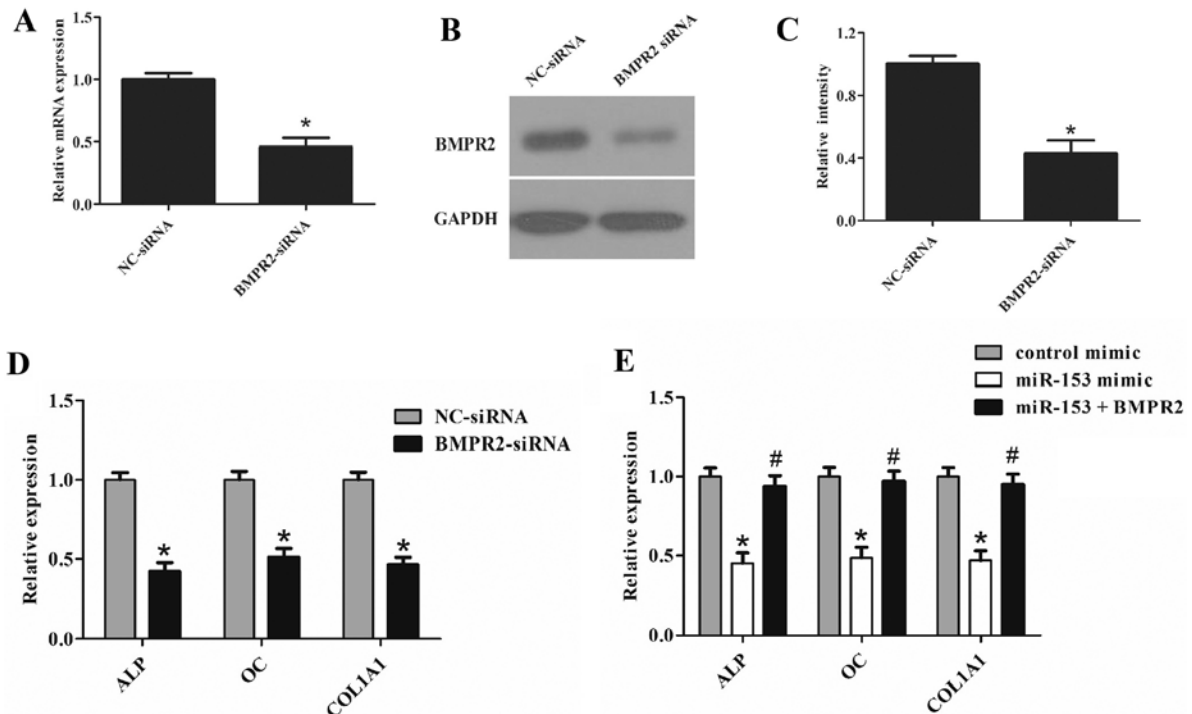 A
Relative mRNA expression
1.5
1.0
0.5
0.0
*
NC-siRNA
BMPR2-siRNA
B
NC-siRNA
BMPR2 siRNA
BMPR2
GAPDH
C
Relative intensity
1.2
0.8
0.4
0.0
*
NC-siRNA
BMPR2-siRNA
D
Relative expression
1.5
1.0
0.5
0.0
NC-siRNA
BMPR2-siRNA
*
*
*
ALP
OC
COL1A1
E
control mimic
miR-153 mimic
miR-153 + BMPR2
Relative expression
1.5
1.0
0.5
0.0
*
#
*
#
*
#
ALP
OC
COL1A1